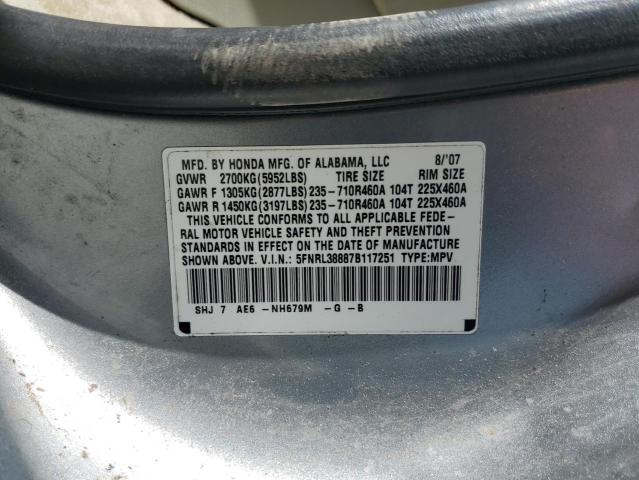 MFD. BY HONDA MFG. OF ALABAMA, LLC 8/'07
GVWR 2700KG(5952LBS) TIRE SIZE RIM SIZE
GAWR F 1305KG(2877LBS)235-710R460A 104T 225X460A
GAWR R 1450KG(3197LBS)235-710R460A 104T 225X460A
THIS VEHICLE CONFORMS TO ALL APPLICABLE FEDE-
RAL MOTOR VEHICLE SAFETY AND THEFT PREVENTION
STANDARDS IN EFFECT ON THE DATE OF MANUFACTURE
SHOWN ABOVE. V.I.N.: 5FNRL38887B117251 TYPE:MPV
SHJ 7 AE6 -NH679M -G -B